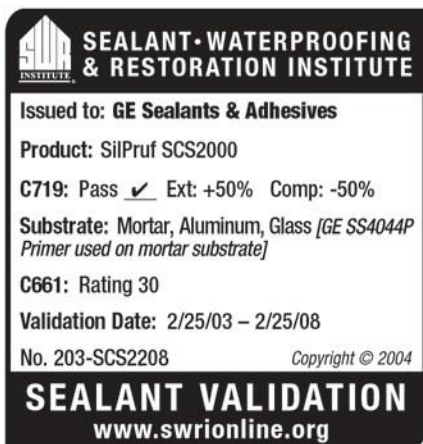 SWR
INSTITUTE®
SEALANT•WATERPROOFING
& RESTORATION INSTITUTE
Issued to: GE Sealants & Adhesives
Product: SilPruf SCS2000
C719: Pass ✔ Ext: +50% Comp: -50%
Substrate: Mortar, Aluminum, Glass [GE SS4044P
Primer used on mortar substrate]
C661: Rating 30
Validation Date: 2/25/03 – 2/25/08
No. 203-SCS2208 Copyright © 2004
SEALANT VALIDATION
www.swrionline.org